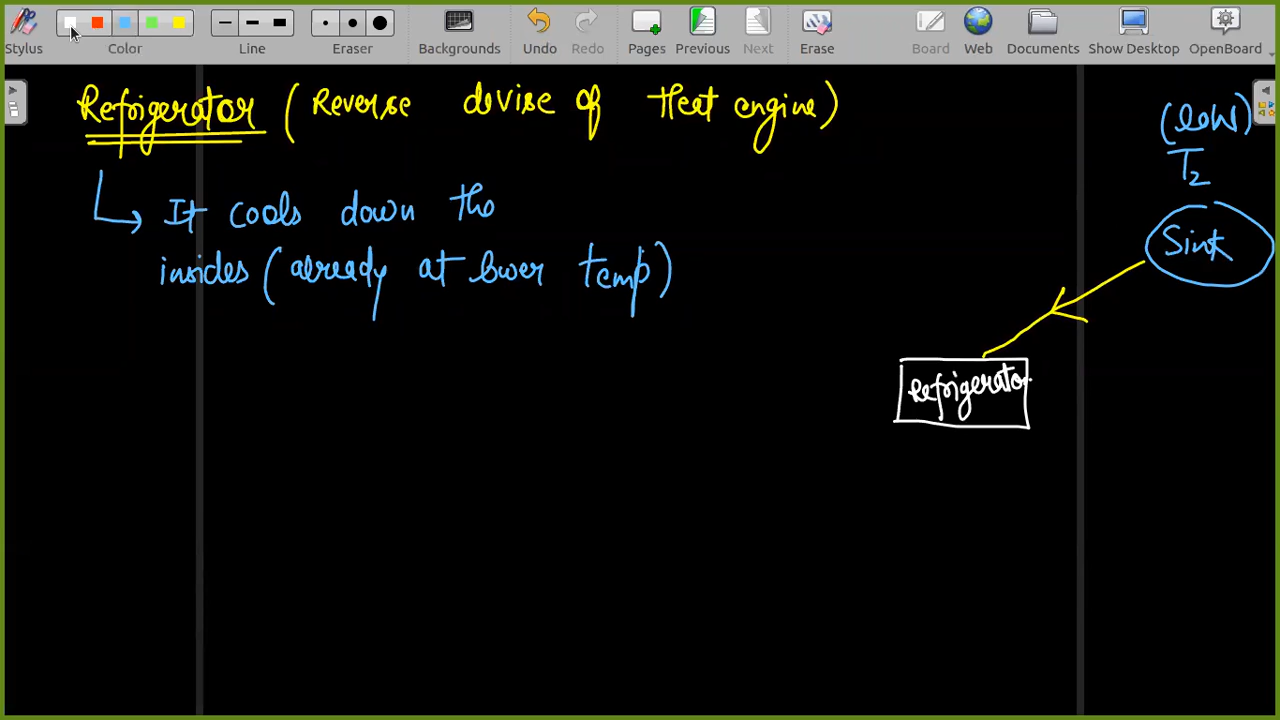 Stylus Color Line Eraser Backgrounds Undo Redo Pages Previous Next Erase Board Web Documents Show Desktop OpenBoard
Refrigerator (Reverse devise of Heat engine)
It cools down the
insides (already at lower temp)
(low)
T2
Sink
Refrigerator